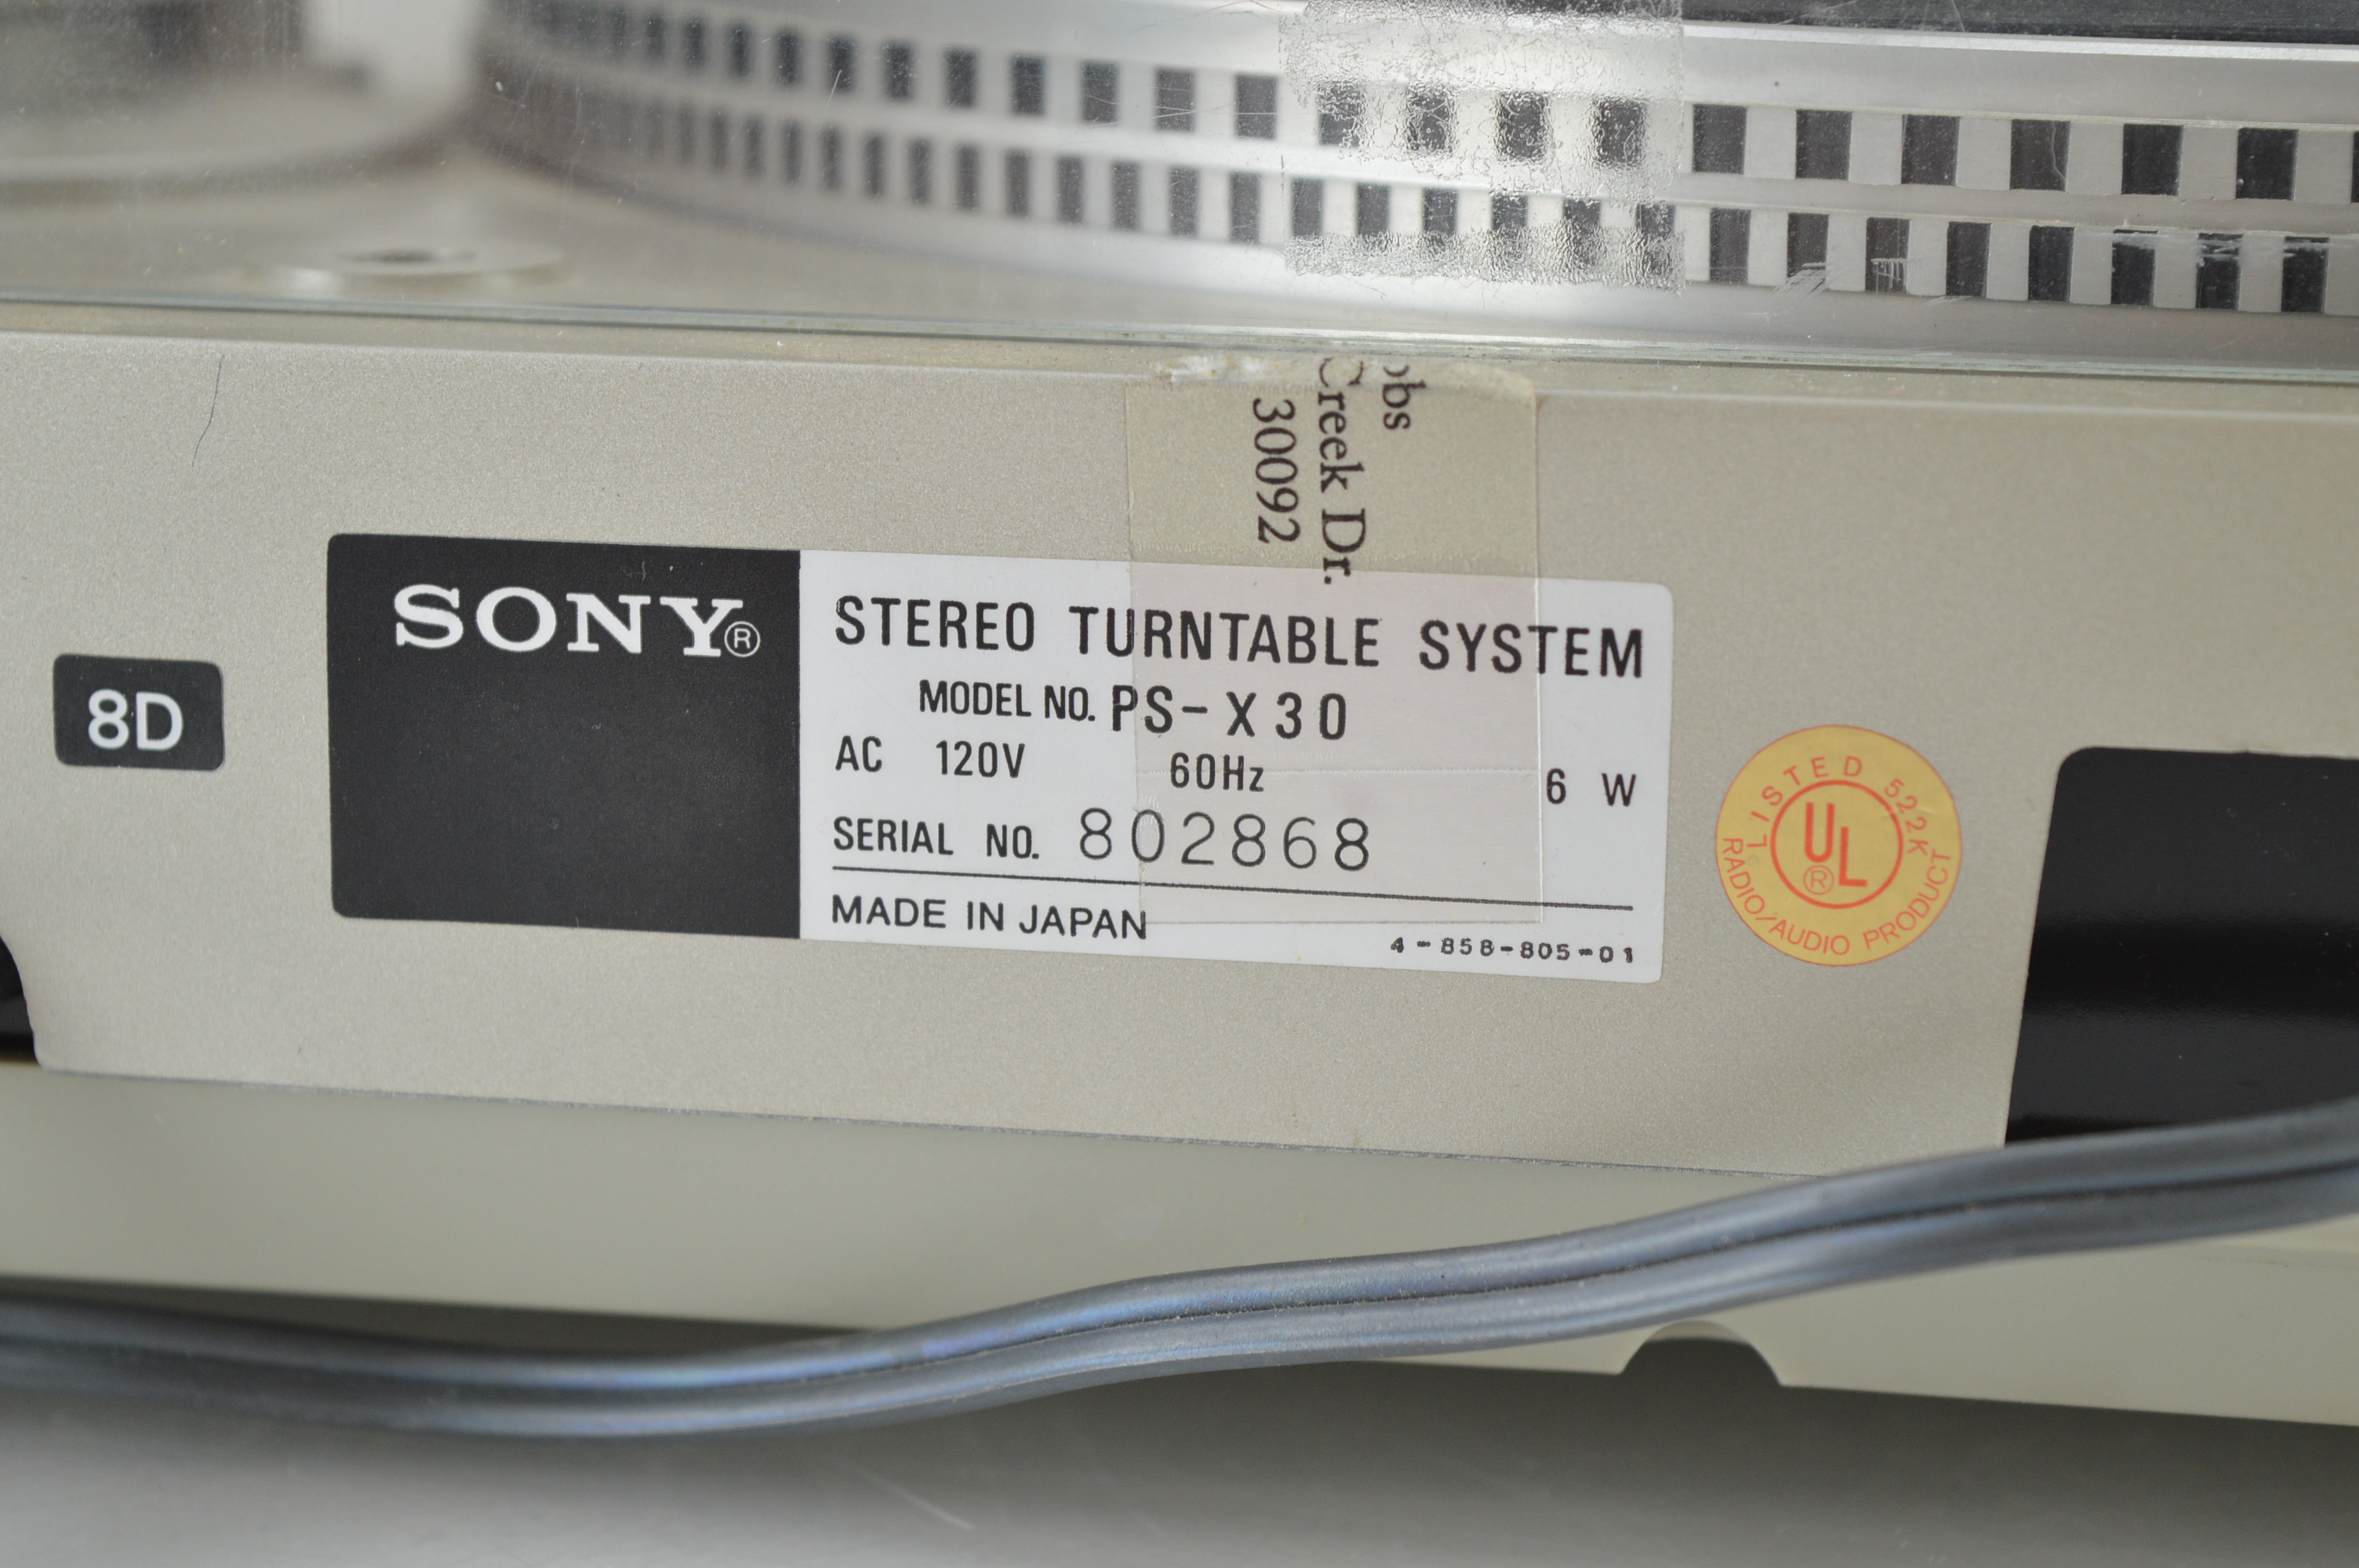 obs
Creek Dr.
30092
8D
SONY®
STEREO TURNTABLE SYSTEM
MODEL NO. PS-X30
AC 120V 60Hz 6 W
SERIAL NO. 802868
MADE IN JAPAN
4-858-805-01
LISTED 522K
UL®
RADIO/AUDIO PRODUCT